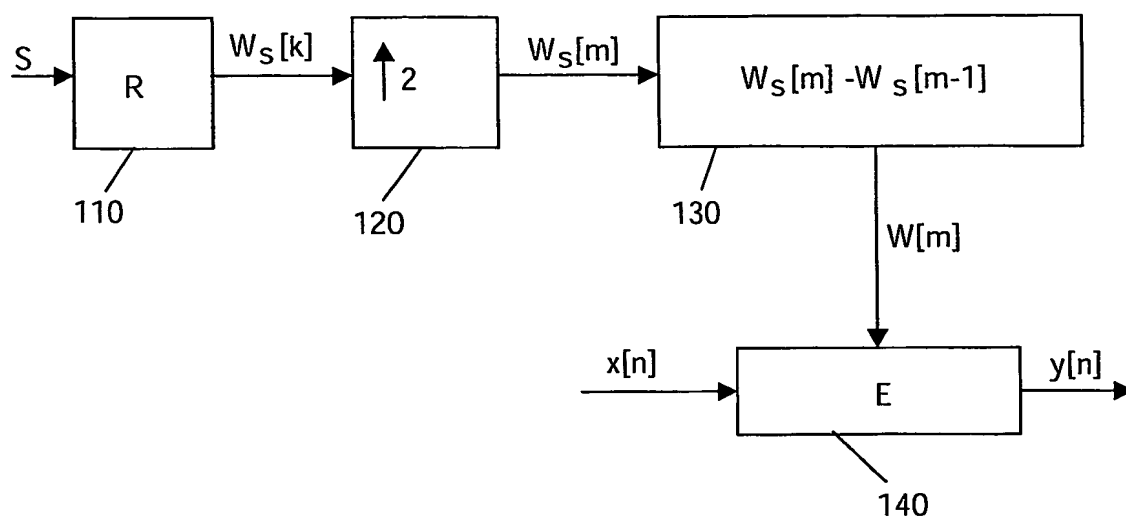 S
R
W_S[k]
2
W_S[m]
W_S[m] - W_S[m-1]
110
120
130
W[m]
x[n]
E
y[n]
140